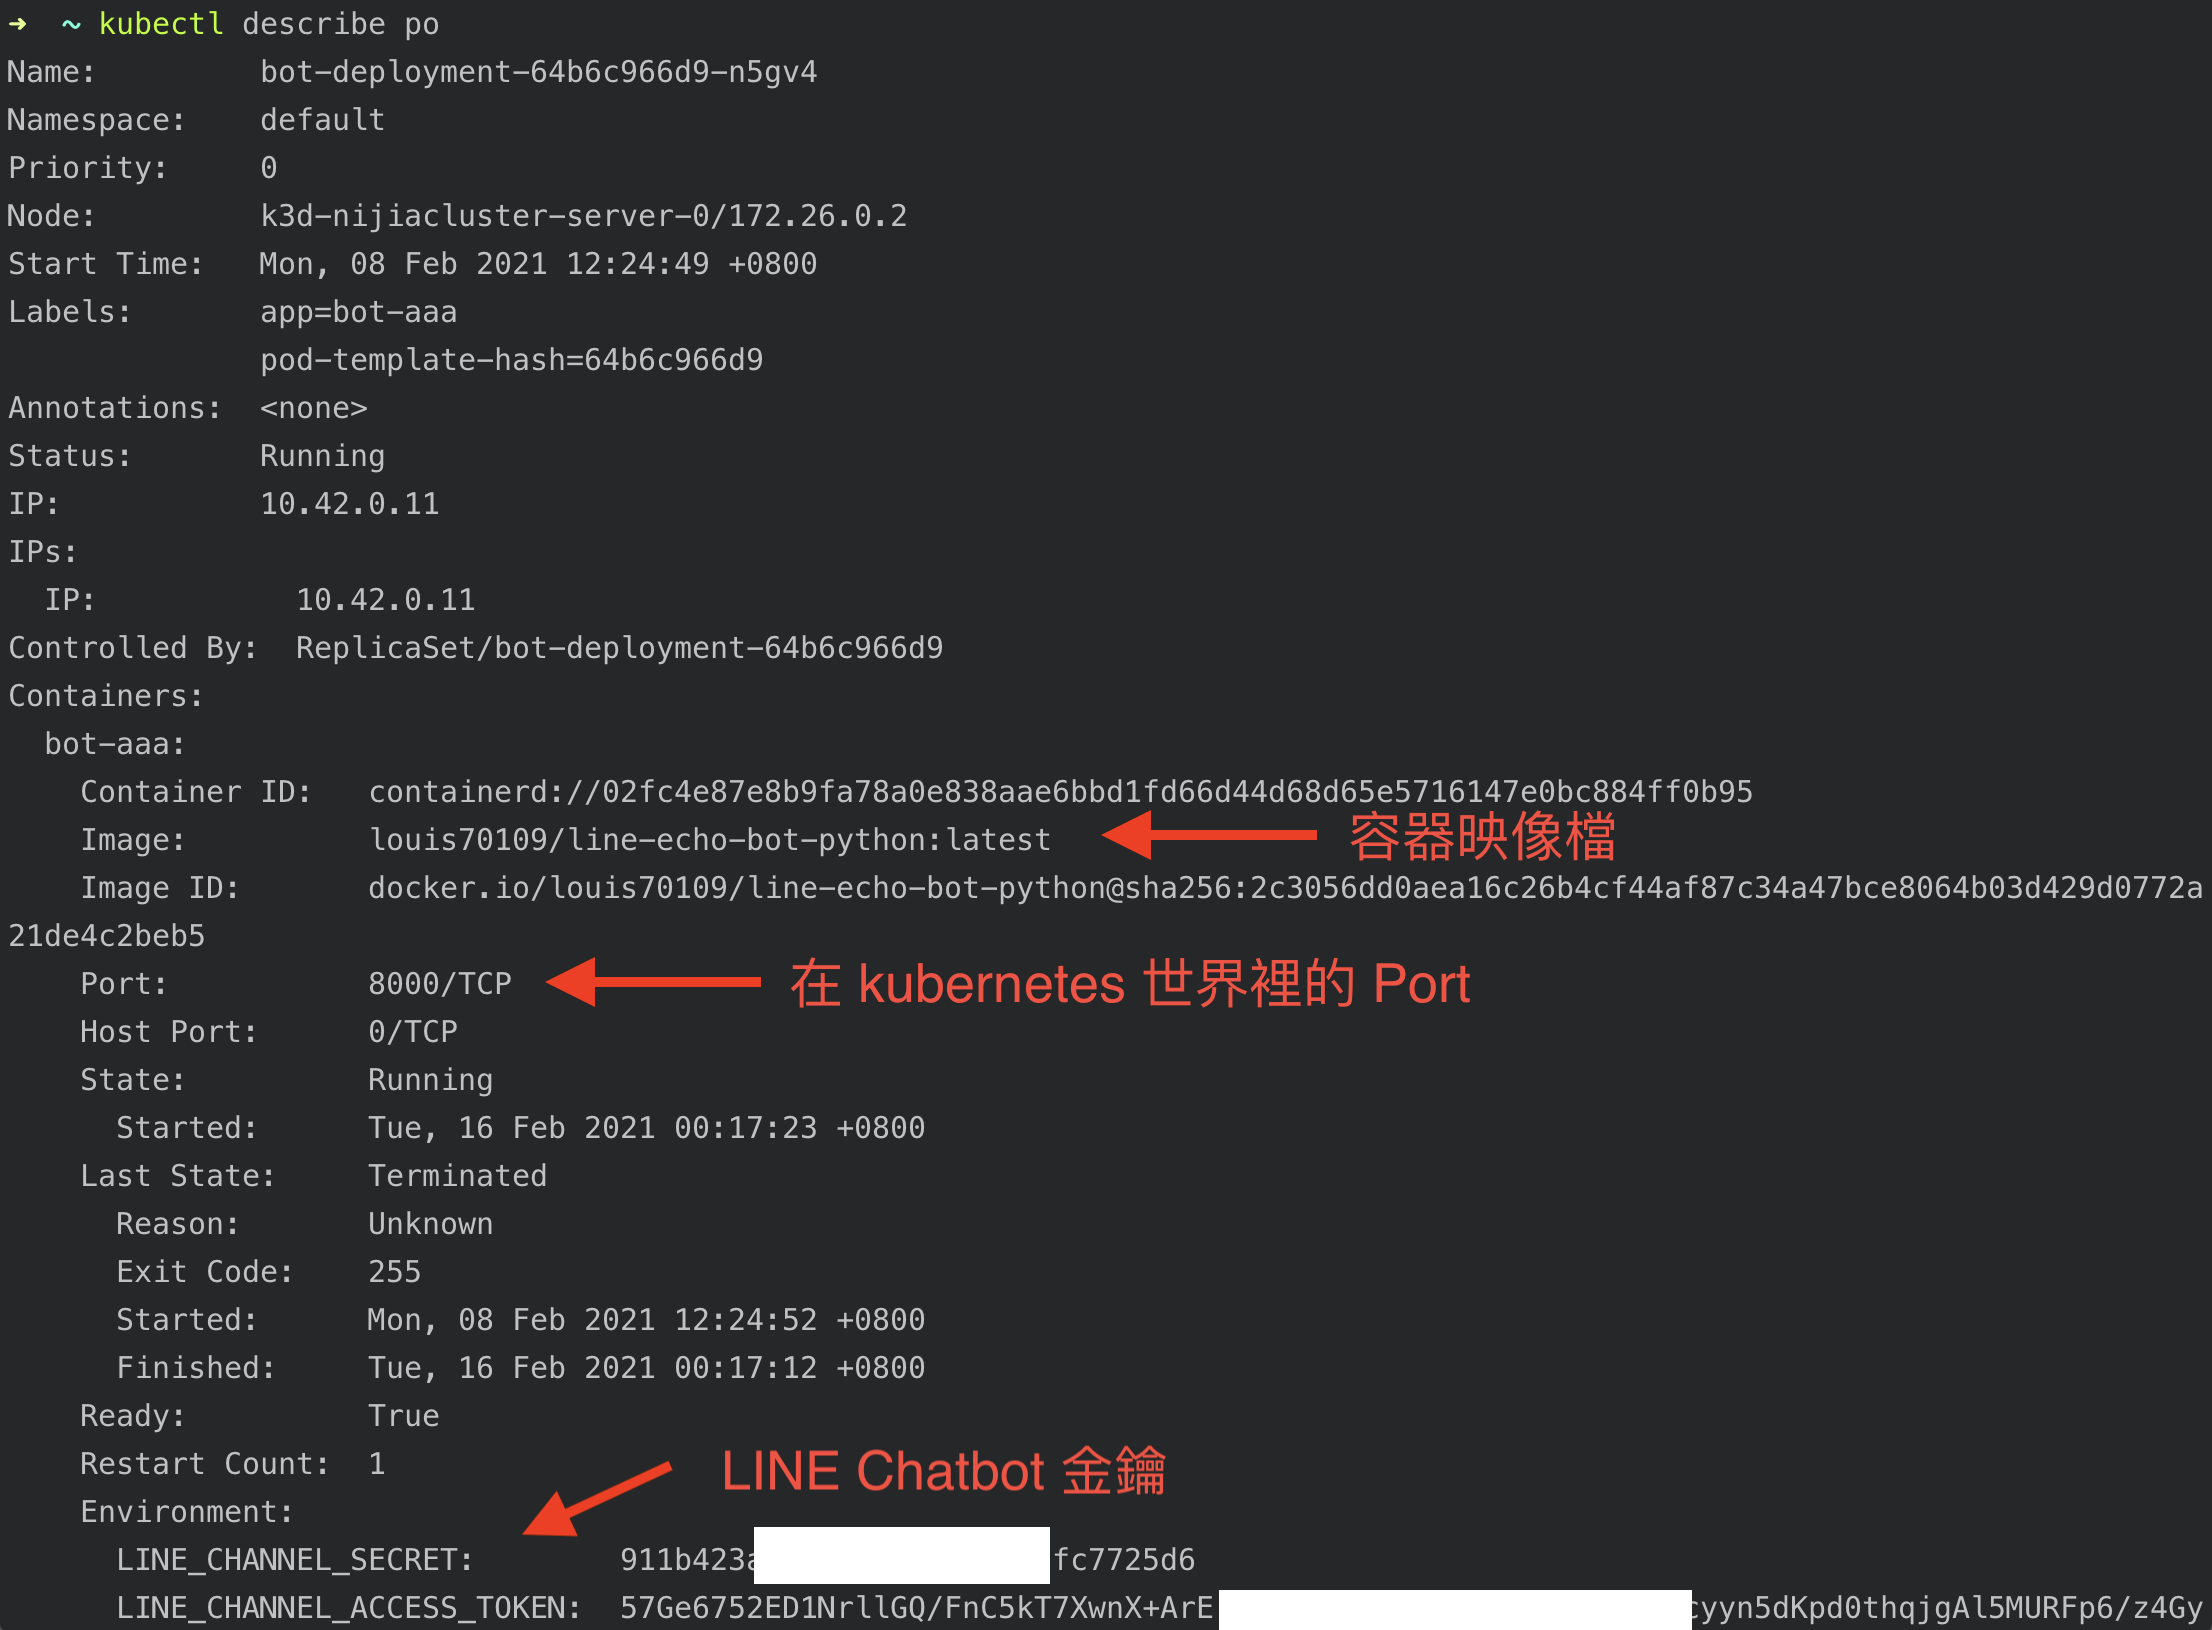 ➜ ~ kubectl describe po
Name: bot-deployment-64b6c966d9-n5gv4
Namespace: default
Priority: 0
Node: k3d-nijiacluster-server-0/172.26.0.2
Start Time: Mon, 08 Feb 2021 12:24:49 +0800
Labels: app=bot-aaa
pod-template-hash=64b6c966d9
Annotations: <none>
Status: Running
IP: 10.42.0.11
IPs:
IP: 10.42.0.11
Controlled By: ReplicaSet/bot-deployment-64b6c966d9
Containers:
bot-aaa:
Container ID: containerd://02fc4e87e8b9fa78a0e838aae6bbd1fd66d44d68d65e5716147e0bc884ff0b95
Image: louis70109/line-echo-bot-python:latest 容器映像檔
Image ID: docker.io/louis70109/line-echo-bot-python@sha256:2c3056dd0aea16c26b4cf44af87c34a47bce8064b03d429d0772a
21de4c2beb5
Port: 8000/TCP 在 kubernetes 世界裡的 Port
Host Port: 0/TCP
State: Running
Started: Tue, 16 Feb 2021 00:17:23 +0800
Last State: Terminated
Reason: Unknown
Exit Code: 255
Started: Mon, 08 Feb 2021 12:24:52 +0800
Finished: Tue, 16 Feb 2021 00:17:12 +0800
Ready: True
Restart Count: 1
LINE Chatbot 金鑰
Environment:
LINE_CHANNEL_SECRET: 911b423a fc7725d6
LINE_CHANNEL_ACCESS_TOKEN: 57Ge6752ED1NrllGQ/FnC5kT7XwnX+ArE cyyn5dKpd0thqjgAl5MURFp6/z4Gy